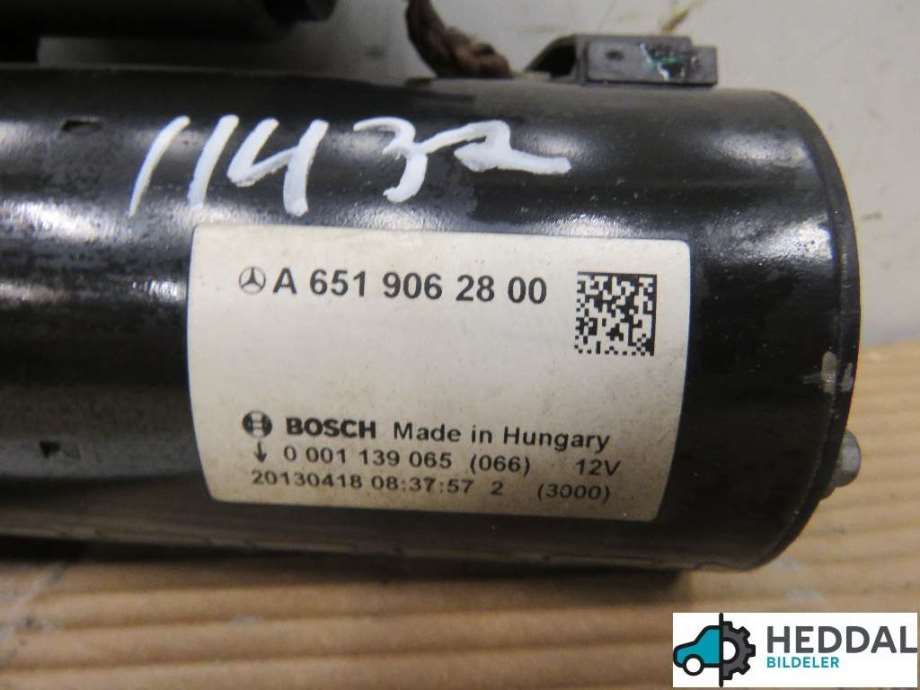 11432
A 651 906 28 00
BOSCH Made in Hungary
0 001 139 065 (066) 12V
20130418 08:37:57 2 (3000)
HEDDAL
BILDELER